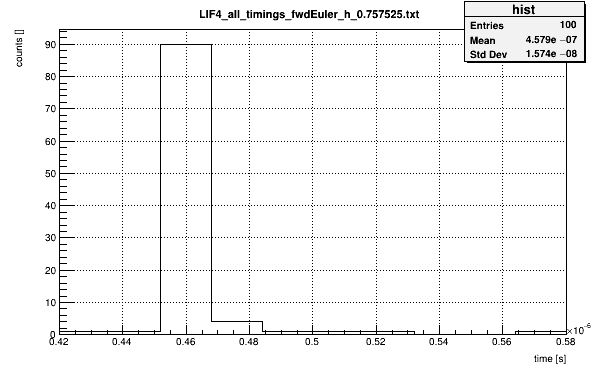 LIF4_all_timings_fwdEuler_h_0.757525.txt
hist
Entries 100
Mean 4.579e −07
Std Dev 1.574e −08
counts []
90
80
70
60
50
40
30
20
10
0
0.42 0.44 0.46 0.48 0.5 0.52 0.54 0.56 0.58
×10⁻⁶
time [s]